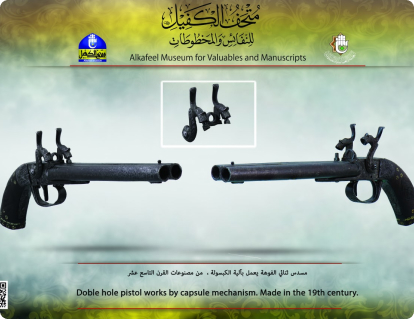 متحف الكفيل
للنفائس والمخطوطات
Alkafeel Museum for Valuables and Manuscripts
مسدس ثنائي الفوهة يعمل بآلية الكبسولة ، من مصنوعات القرن التاسع عشر
Doble hole pistol works by capsule mechanism. Made in the 19th century.